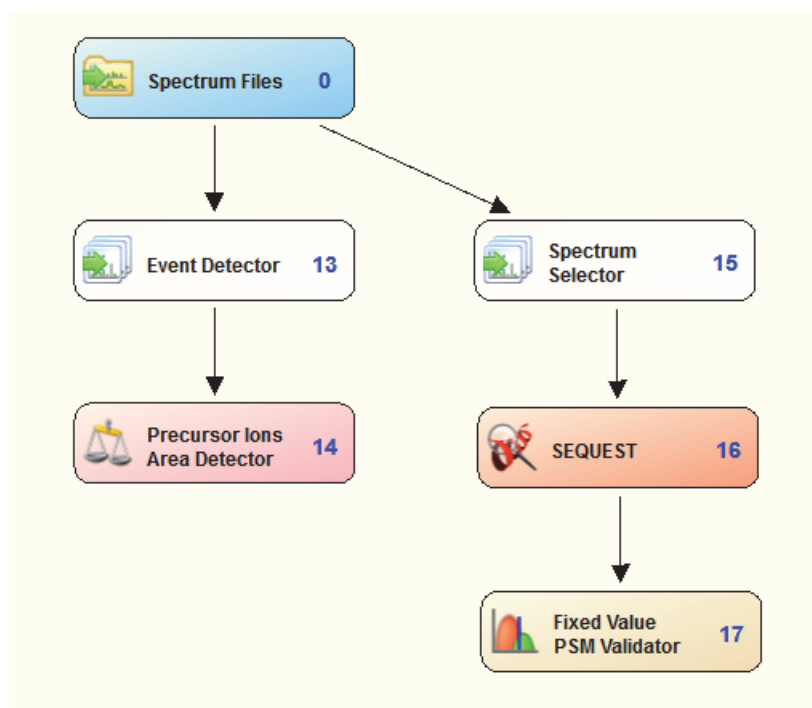 Spectrum Files 0
Event Detector 13
Spectrum
Selector 15
Precursor Ions
Area Detector 14
SEQUEST 16
Fixed Value
PSM Validator 17